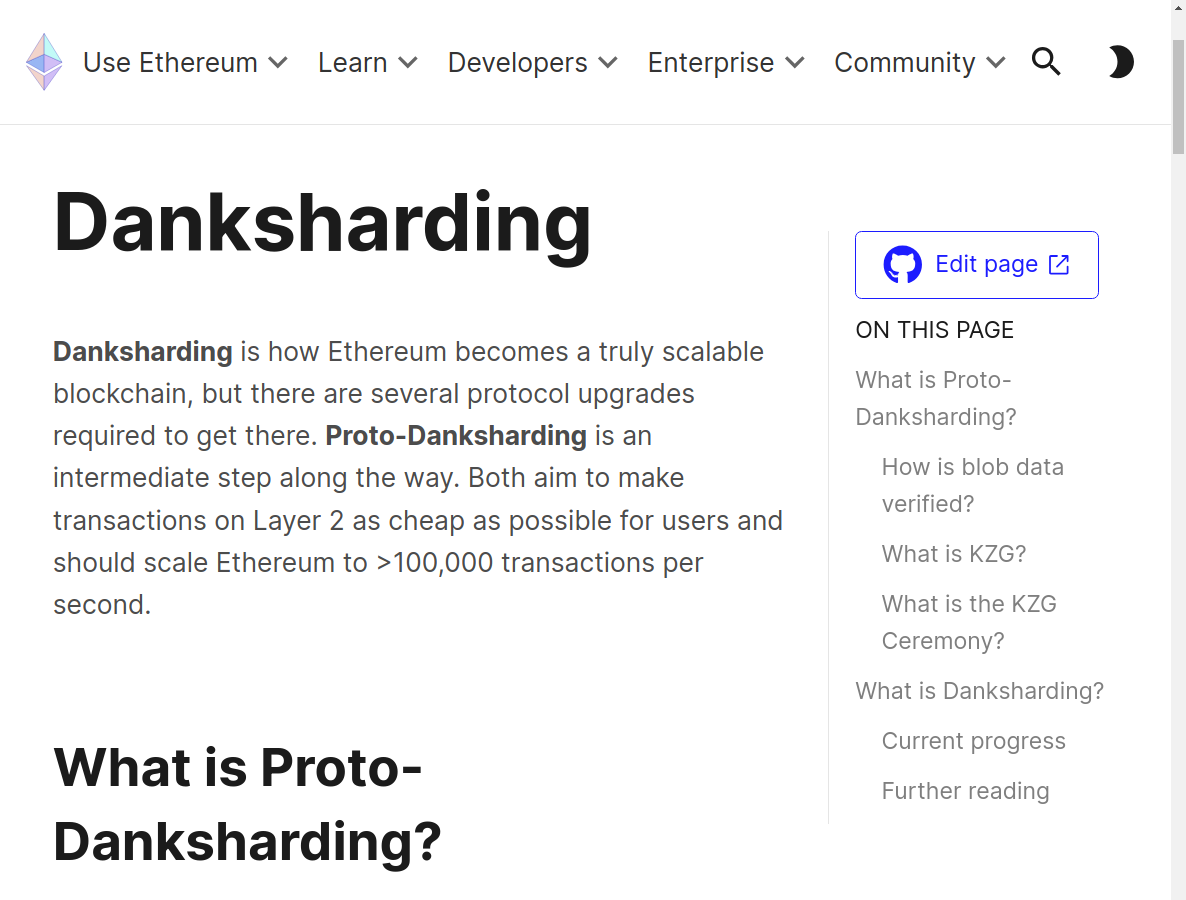 Use Ethereum Learn Developers Enterprise Community
Danksharding
Danksharding is how Ethereum becomes a truly scalable
blockchain, but there are several protocol upgrades
required to get there. Proto-Danksharding is an
intermediate step along the way. Both aim to make
transactions on Layer 2 as cheap as possible for users and
should scale Ethereum to >100,000 transactions per
second.
What is Proto-
Danksharding?
Edit page
ON THIS PAGE
What is Proto-
Danksharding?
How is blob data
verified?
What is KZG?
What is the KZG
Ceremony?
What is Danksharding?
Current progress
Further reading